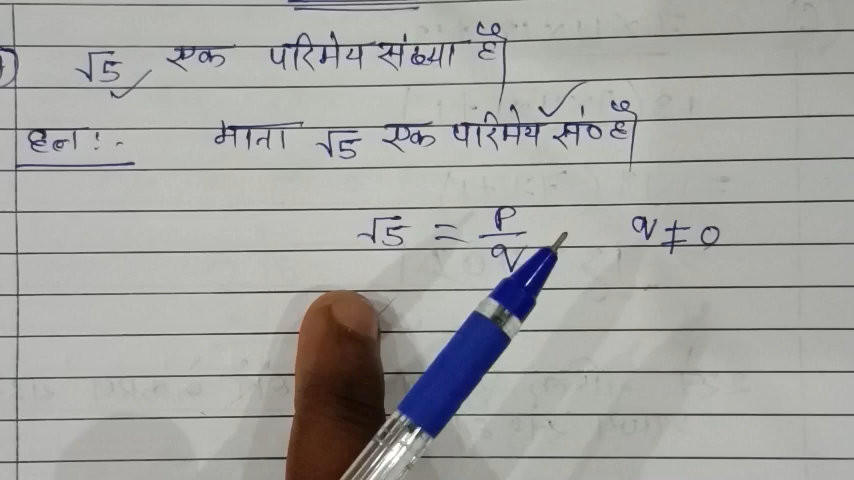 √5 एक परिमेय संख्या है
हल :- माना √5 एक परिमेय सं० है
√5 = p/q q ≠ 0